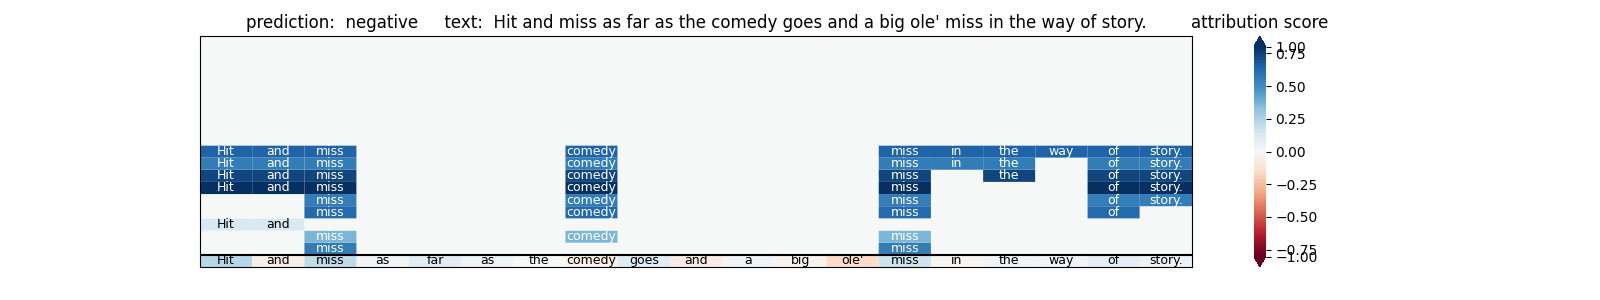 prediction:  negative     text:  Hit and miss as far as the comedy goes and a big ole' miss in the way of story.     attribution score
1.00
0.75
Hit and miss comedy miss in the way of story.
Hit and miss comedy miss in the of story.
Hit and miss comedy miss the of story.
Hit and miss comedy miss of story.
miss comedy miss of story.
miss comedy miss of
Hit and
miss comedy miss
miss miss
Hit and miss as far as the comedy goes and a big ole' miss in the way of story.
0.50
0.25
0.00
−0.25
−0.50
−0.75
−1.00